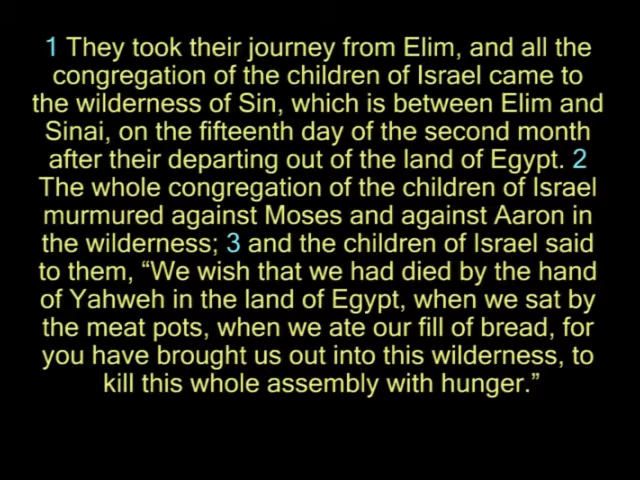 1 They took their journey from Elim, and all the
congregation of the children of Israel came to
the wilderness of Sin, which is between Elim and
Sinai, on the fifteenth day of the second month
after their departing out of the land of Egypt. 2
The whole congregation of the children of Israel
murmured against Moses and against Aaron in
the wilderness; 3 and the children of Israel said
to them, “We wish that we had died by the hand
of Yahweh in the land of Egypt, when we sat by
the meat pots, when we ate our fill of bread, for
you have brought us out into this wilderness, to
kill this whole assembly with hunger.”